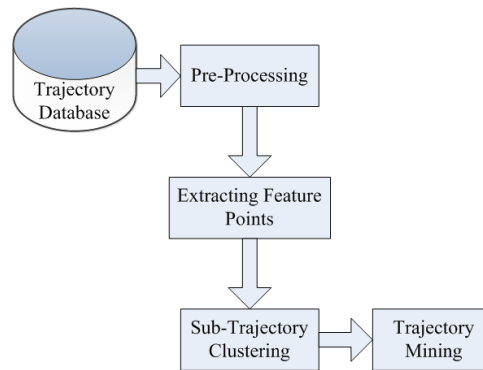 Trajectory
Database
Pre-Processing
Extracting Feature
Points
Sub-Trajectory
Clustering
Trajectory
Mining